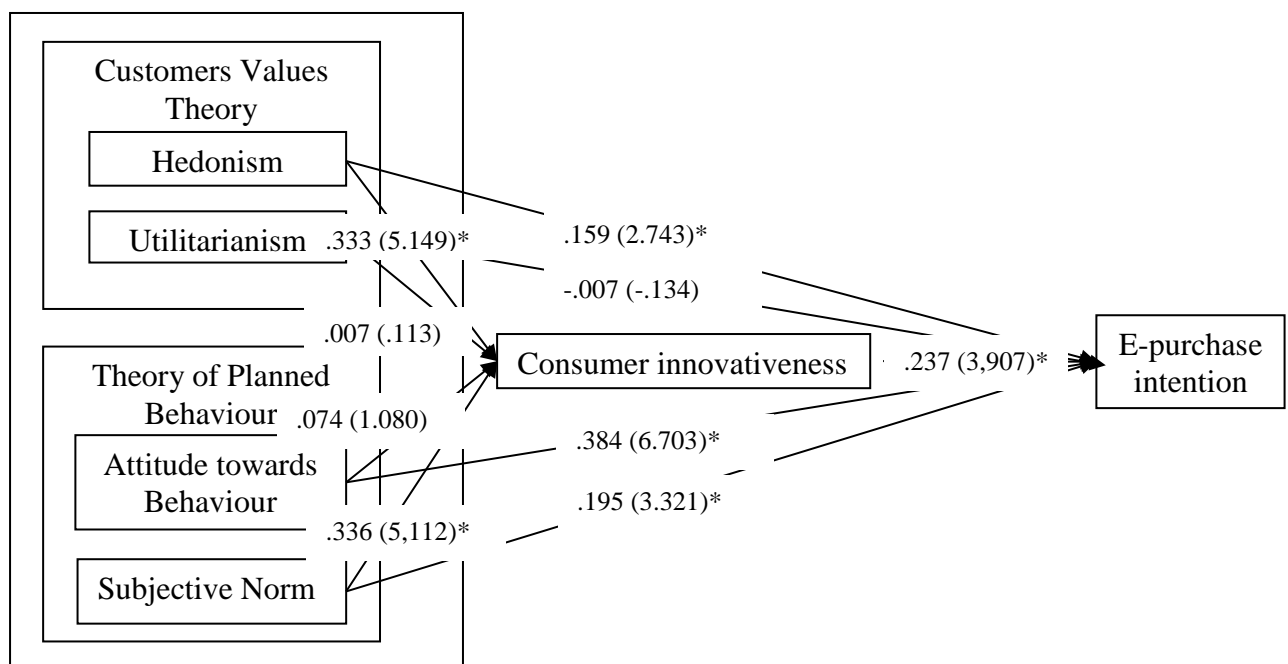 Customers Values
Theory
Hedonism
Utilitarianism
.333 (5.149)*
.159 (2.743)*
-.007 (-.134)
.007 (.113)
Consumer innovativeness
.237 (3,907)*
E-purchase
intention
Theory of Planned
Behaviour
.074 (1.080)
.384 (6.703)*
Attitude towards
Behaviour
.195 (3.321)*
.336 (5,112)*
Subjective Norm